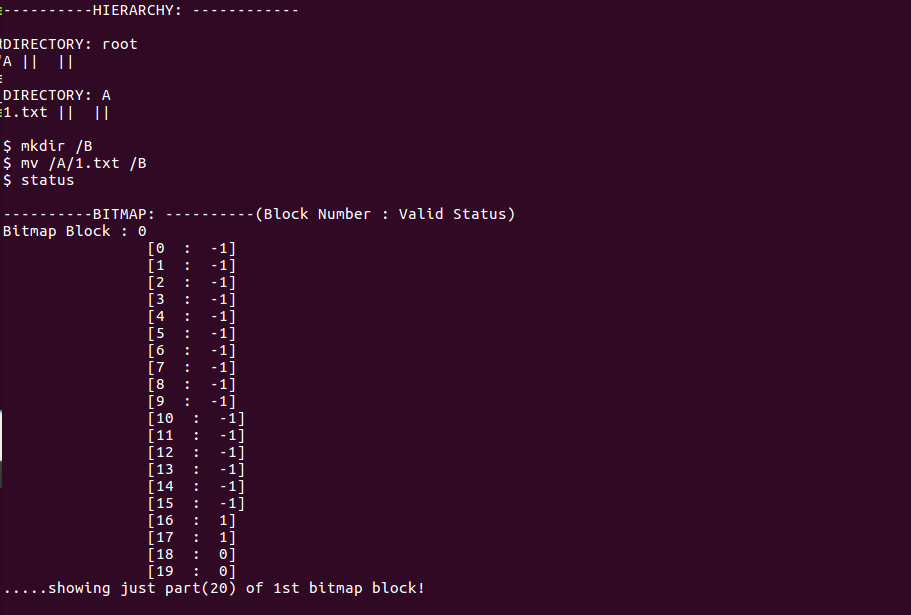 ----------HIERARCHY: ------------
DIRECTORY: root
A ||  ||
DIRECTORY: A
1.txt ||  ||
$ mkdir /B
$ mv /A/1.txt /B
$ status
----------BITMAP: ----------(Block Number : Valid Status)
Bitmap Block : 0
[0  :  -1]
[1  :  -1]
[2  :  -1]
[3  :  -1]
[4  :  -1]
[5  :  -1]
[6  :  -1]
[7  :  -1]
[8  :  -1]
[9  :  -1]
[10  :  -1]
[11  :  -1]
[12  :  -1]
[13  :  -1]
[14  :  -1]
[15  :  -1]
[16  :  1]
[17  :  1]
[18  :  0]
[19  :  0]
.....showing just part(20) of 1st bitmap block!